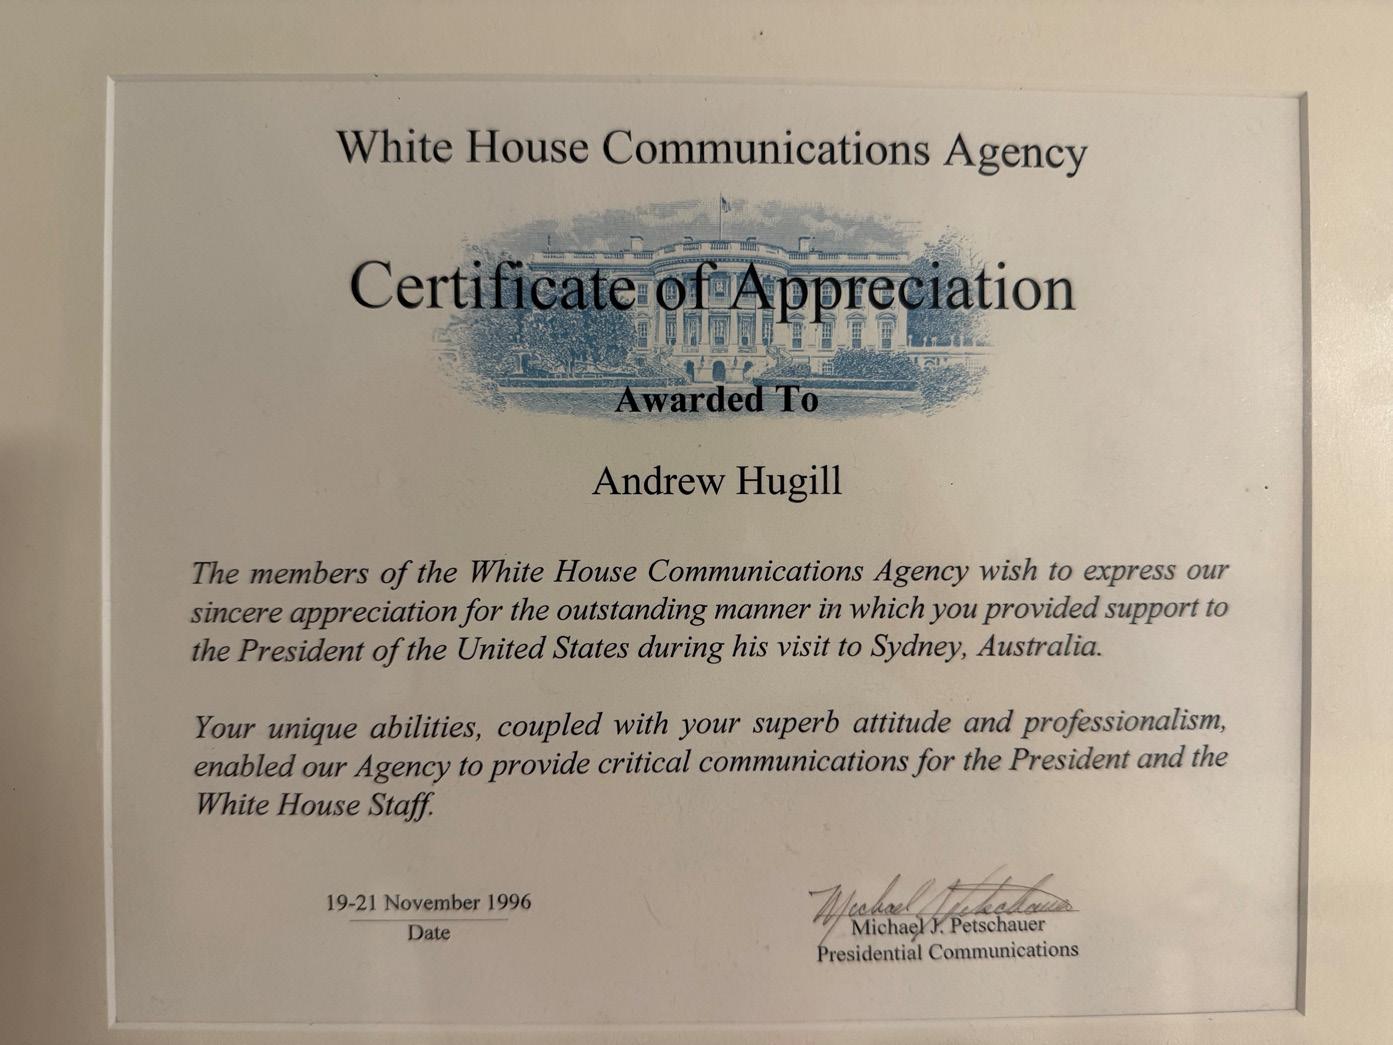 White House Communications Agency
Certificate of Appreciation
Awarded To
Andrew Hugill
The members of the White House Communications Agency wish to express our
sincere appreciation for the outstanding manner in which you provided support to
the President of the United States during his visit to Sydney, Australia.
Your unique abilities, coupled with your superb attitude and professionalism,
enabled our Agency to provide critical communications for the President and the
White House Staff.
19-21 November 1996
Date
Michael Petschauer
Michael J. Petschauer
Presidential Communications